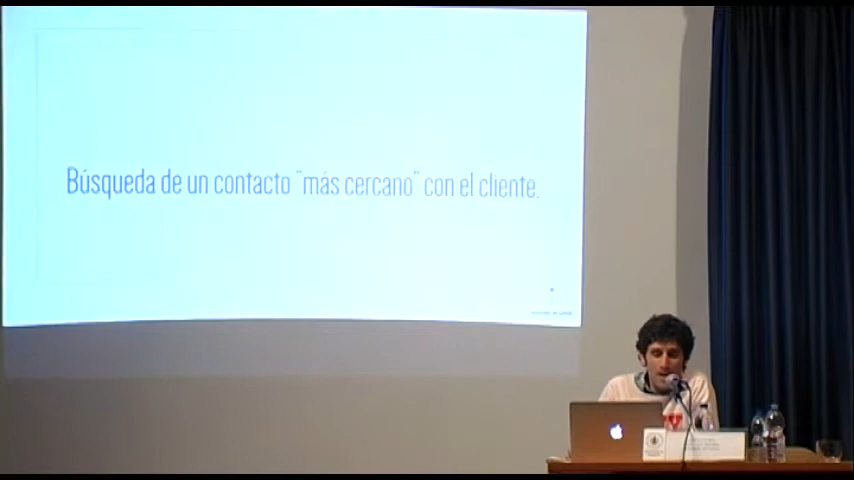 Búsqueda de un contacto "más cercano" con el cliente.